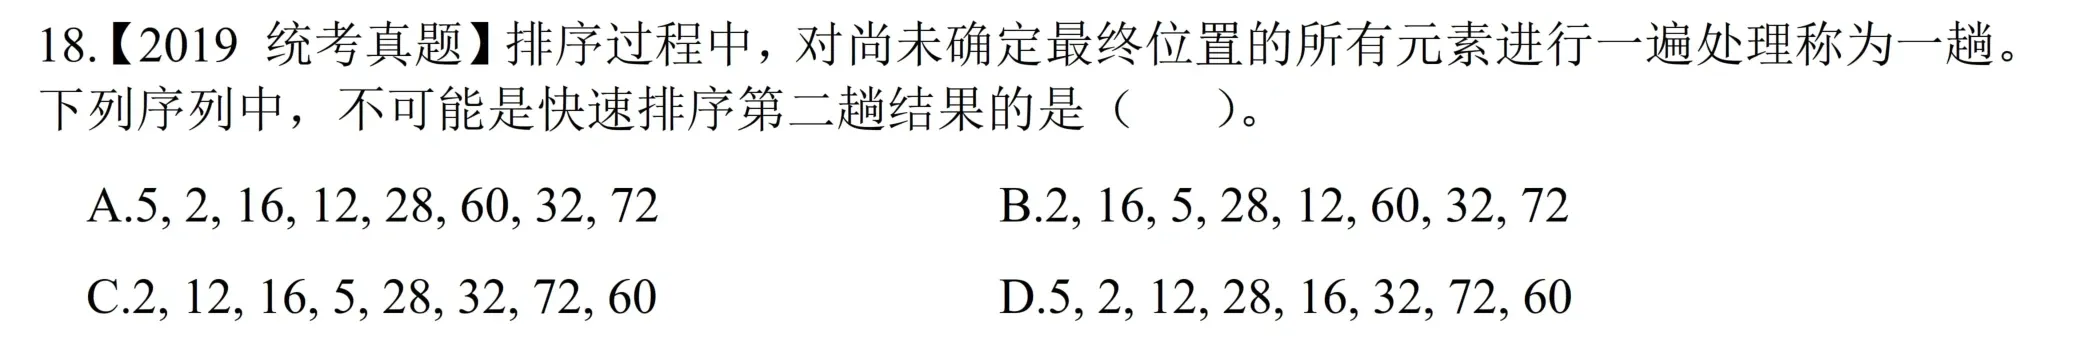 18.【2019 统考真题】排序过程中，对尚未确定最终位置的所有元素进行一遍处理称为一趟。
下列序列中，不可能是快速排序第二趟结果的是（ ）。
A.5, 2, 16, 12, 28, 60, 32, 72 B.2, 16, 5, 28, 12, 60, 32, 72
C.2, 12, 16, 5, 28, 32, 72, 60 D.5, 2, 12, 28, 16, 32, 72, 60